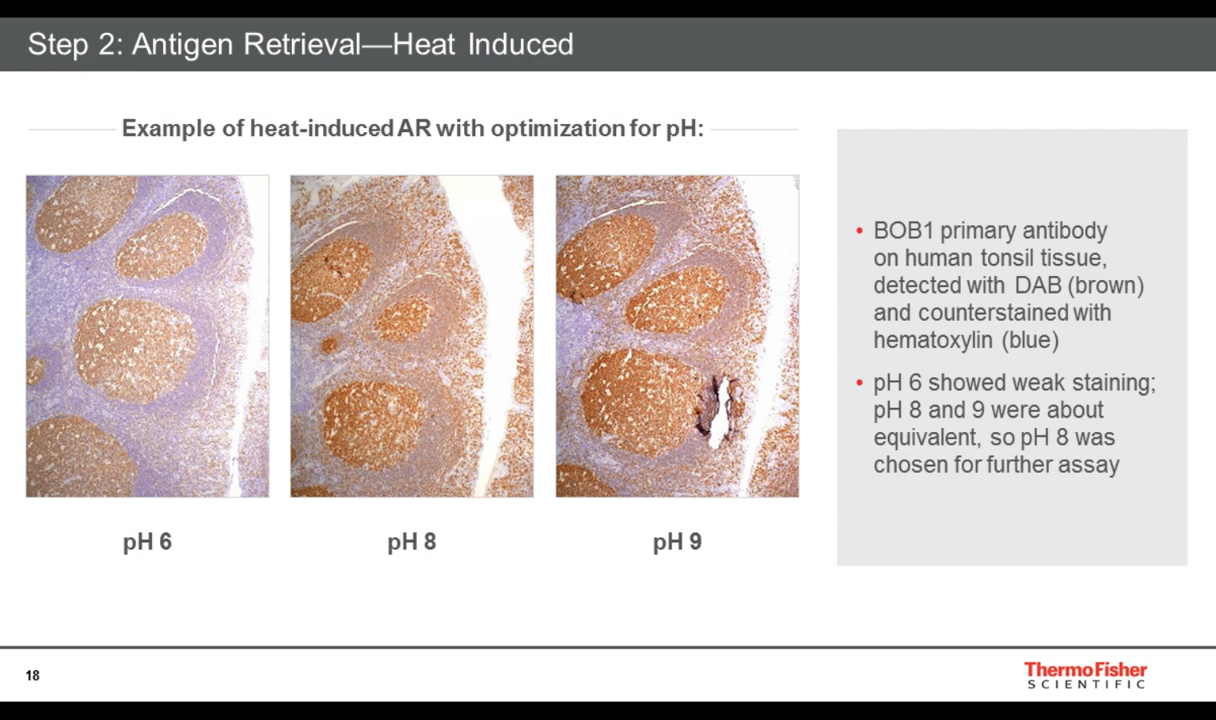 Step 2: Antigen Retrieval—Heat Induced
Example of heat-induced AR with optimization for pH:
pH 6
pH 8
pH 9
• BOB1 primary antibody
on human tonsil tissue,
detected with DAB (brown)
and counterstained with
hematoxylin (blue)
• pH 6 showed weak staining;
pH 8 and 9 were about
equivalent, so pH 8 was
chosen for further assay
18
ThermoFisher
SCIENTIFIC